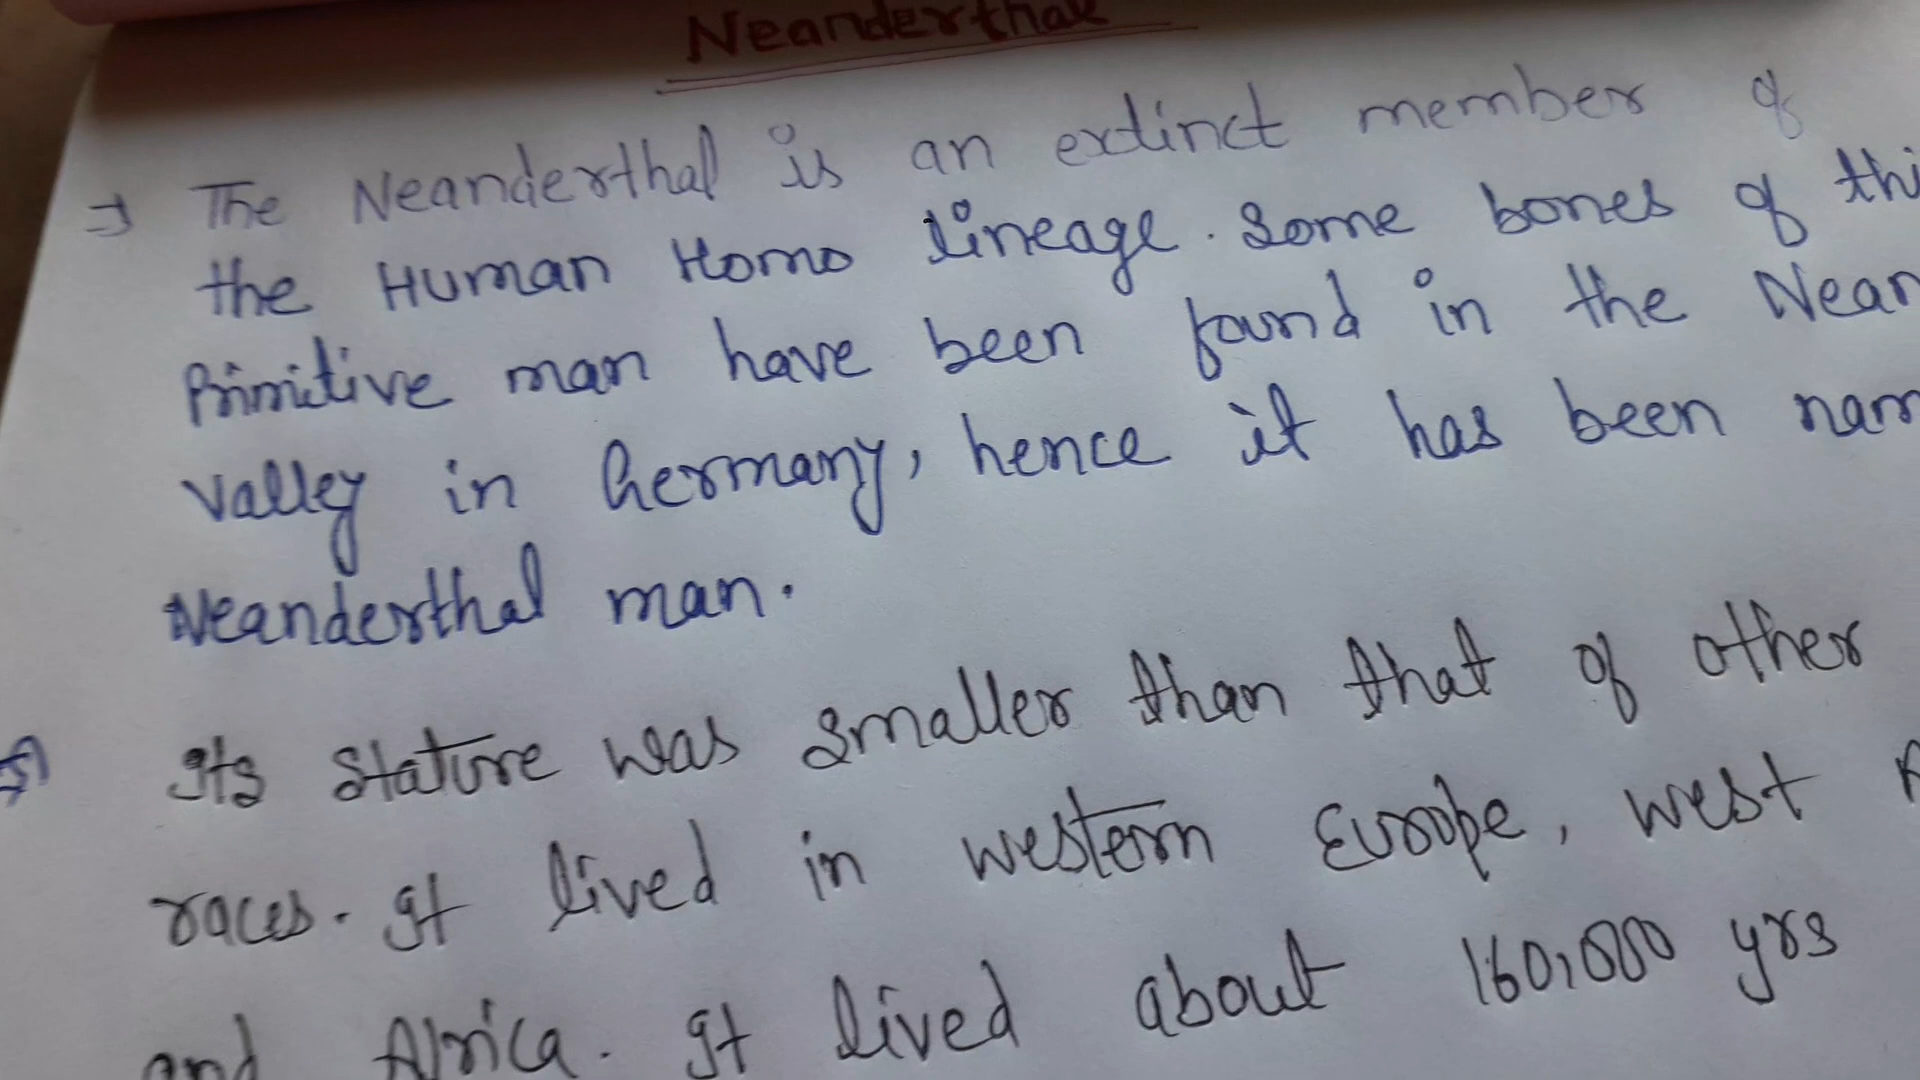 Neanderthal
⇒ The Neanderthal is an extinct member of
the Human Homo lineage. Some bones of thi
Primitive man have been found in the Nean
valley in Germany, hence it has been nam
Neanderthal man.
⇒ Its stature was smaller than that of other
races. It lived in western Europe, west A
and Africa. It lived about 160,000 yrs